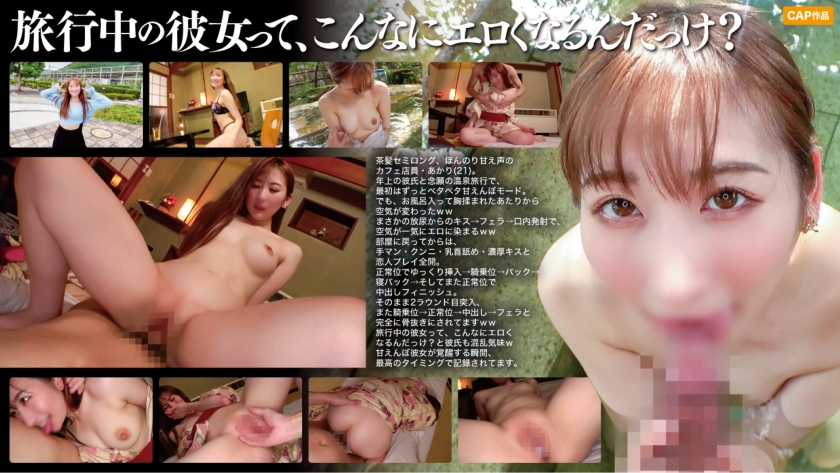 旅行中の彼女って、こんなにエロくなるんだっけ？
CAP作品
茶髪セミロング、ほんのり甘え声の
カフェ店員・あかり(21)。
年上の彼氏と念願の温泉旅行で、
最初はずっとベタベタ甘えんぼモード。
でも、お風呂入って胸揉まれたあたりから
空気が変わったｗｗ
まさかの放尿からのキス→フェラ→口内発射で、
空気が一気にエロに染まるｗｗ
部屋に戻ってからは、
手マン・クンニ・乳首舐め・濃厚キスと
恋人プレイ全開。
正常位でゆっくり挿入→騎乗位→バック→
寝バック→そしてまた正常位で
中出しフィニッシュ。
そのまま2ラウンド目突入、
また騎乗位→正常位→中出し→フェラと
完全に骨抜きにされてますｗｗ
旅行中の彼女って、こんなにエロく
なるんだっけ？と彼氏も混乱気味ｗ
甘えんぼ彼女が覚醒する瞬間、
最高のタイミングで記録されてます。